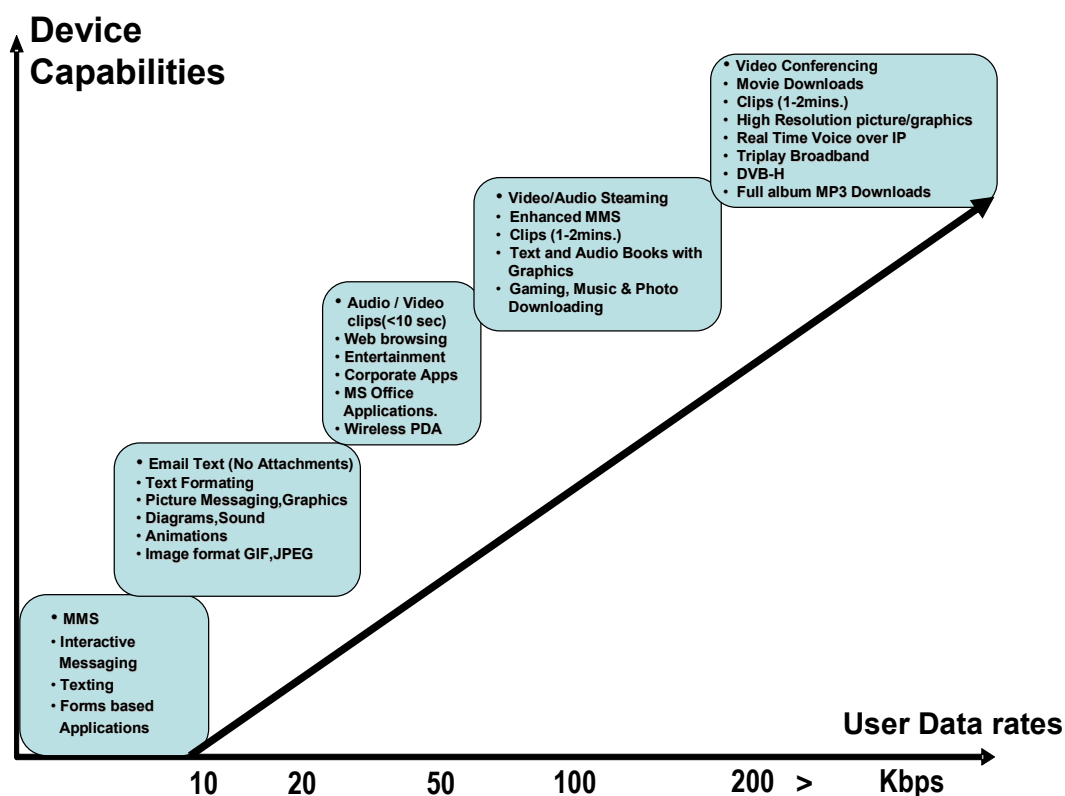 Device
Capabilities
• Video Conferencing
• Movie Downloads
• Clips (1-2mins.)
• High Resolution picture/graphics
• Real Time Voice over IP
• Triplay Broadband
• DVB-H
• Full album MP3 Downloads
• Video/Audio Steaming
• Enhanced MMS
• Clips (1-2mins.)
• Text and Audio Books with
Graphics
• Gaming, Music & Photo
Downloading
• Audio / Video
clips(<10 sec)
• Web browsing
• Entertainment
• Corporate Apps
• MS Office
Applications.
• Wireless PDA
• Email Text (No Attachments)
• Text Formating
• Picture Messaging,Graphics
• Diagrams,Sound
• Animations
• Image format GIF,JPEG
• MMS
• Interactive
Messaging
• Texting
• Forms based
Applications
User Data rates
10 20 50 100 200 > Kbps